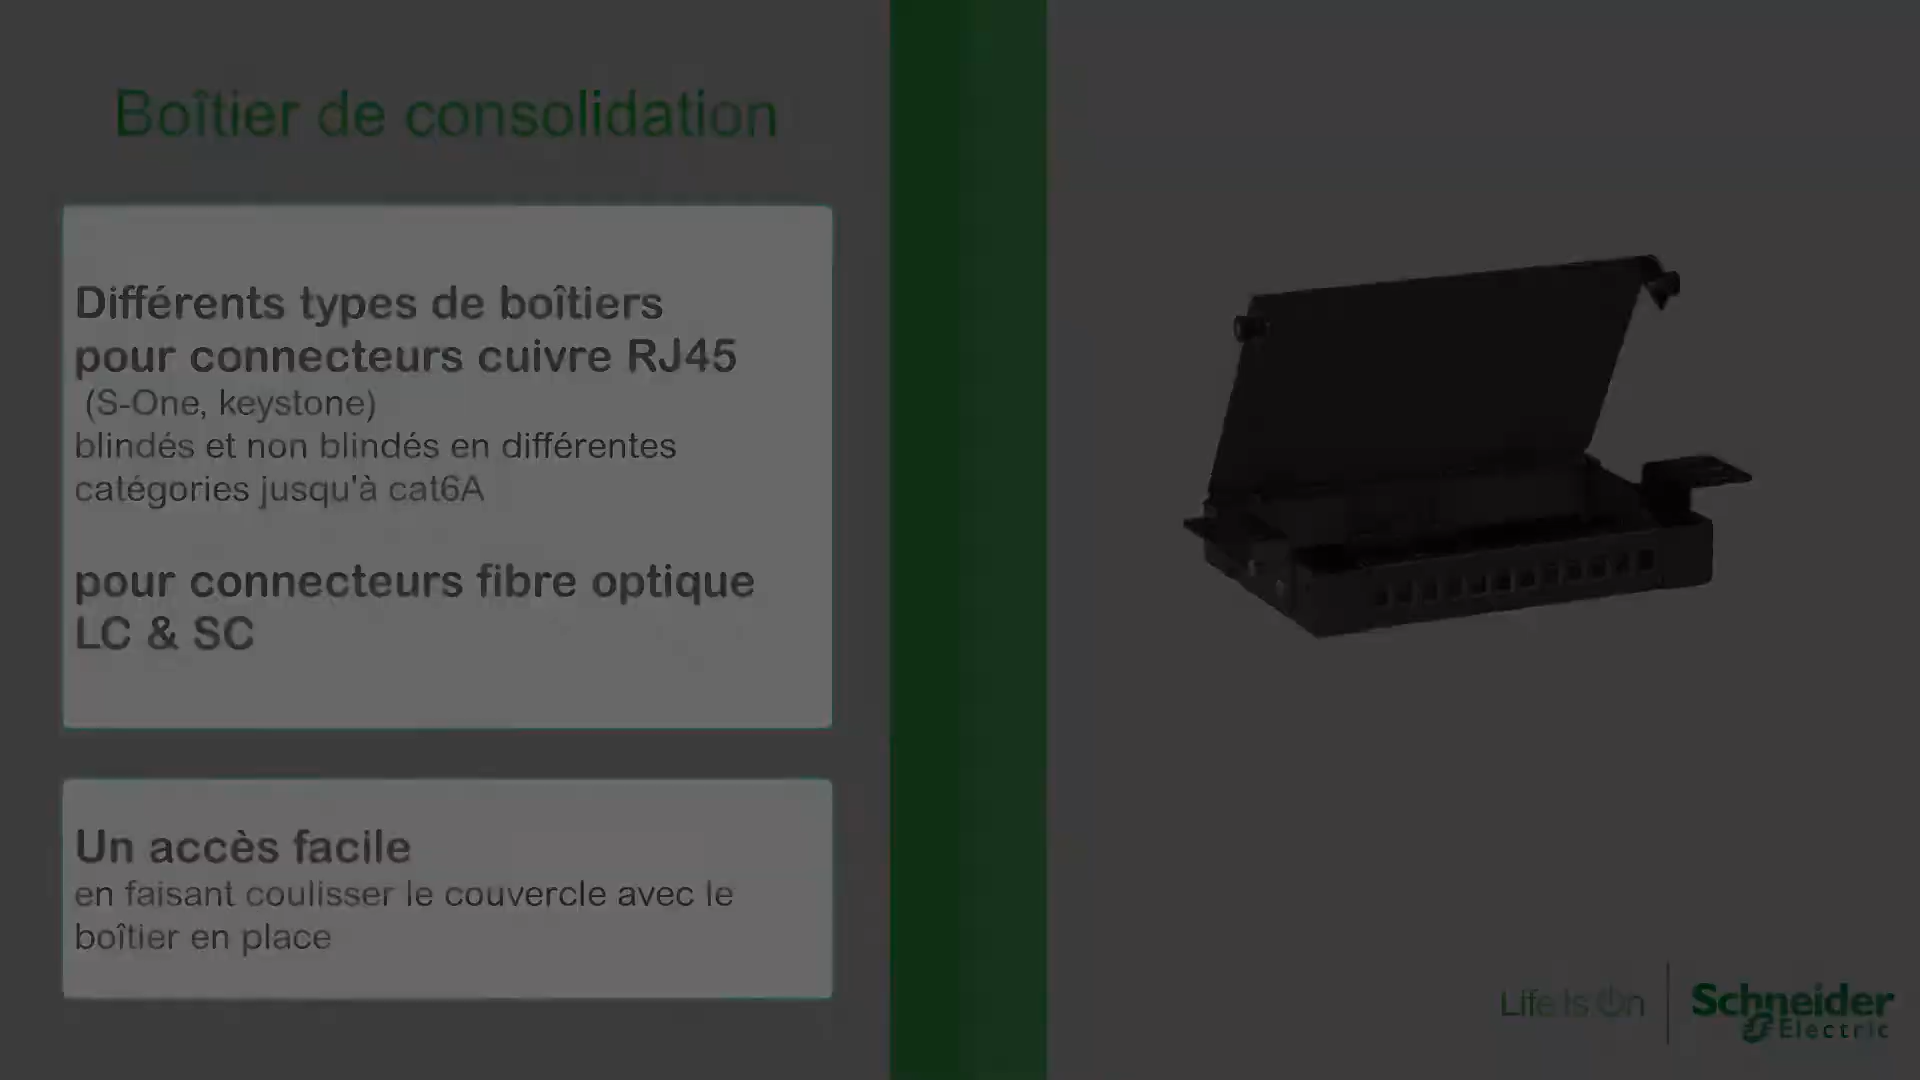 Boîtier de consolidation
Différents types de boîtiers
pour connecteurs cuivre RJ45
(S-One, keystone)
blindés et non blindés en différentes
catégories jusqu'à cat6A
pour connecteurs fibre optique
LC & SC
Un accès facile
en faisant coulisser le couvercle avec le
boîtier en place
Life Is On
Schneider
Electric